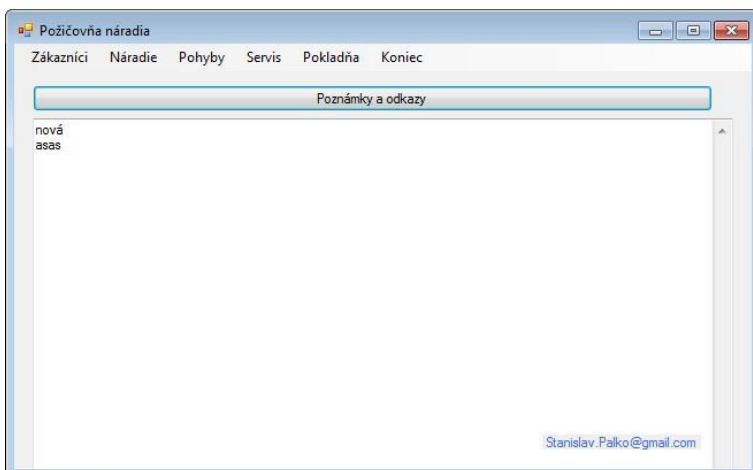 Požičovňa náradia
Zákazníci Náradie Pohyby Servis Pokladňa Koniec
Poznámky a odkazy
nová
asas
Stanislav.Palko@gmail.com